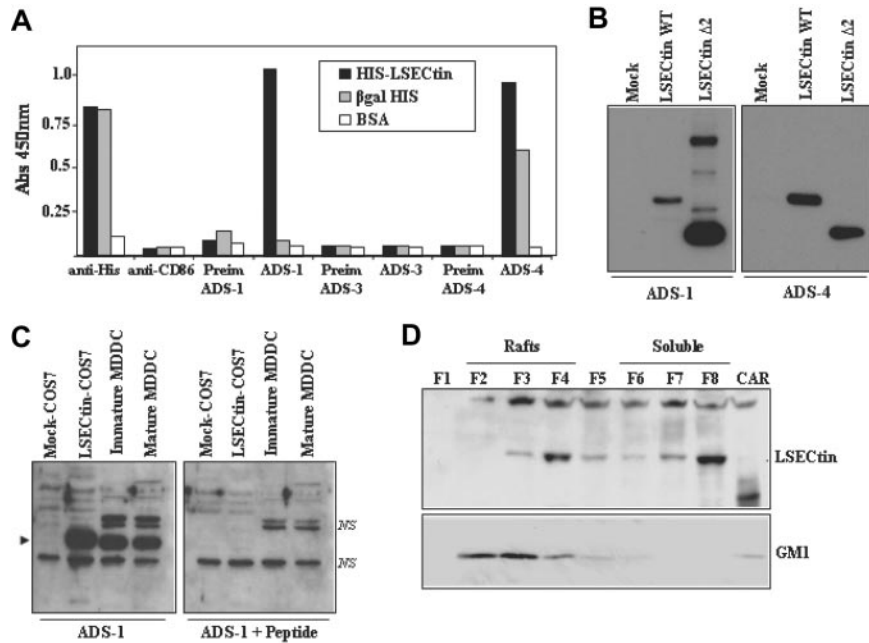 A
Abs 450nm
1.0
0.5
0.25
HIS-LSECtin
βgal HIS
BSA
anti-His
anti-CD86
Preim ADS-1
ADS-1
Preim ADS-3
ADS-3
Preim ADS-4
ADS-4
B
Mock
LSECtin WT
LSECtin Δ2
Mock
LSECtin WT
LSECtin Δ2
ADS-1
ADS-4
C
Mock-COS7
LSECtin-COS7
Immature MDDC
Mature MDDC
Mock-COS7
LSECtin-COS7
Immature MDDC
Mature MDDC
NS
NS
ADS-1
ADS-1 + Peptide
D
Rafts
Soluble
F1
F2
F3
F4
F5
F6
F7
F8
CAR
LSECtin
GM1